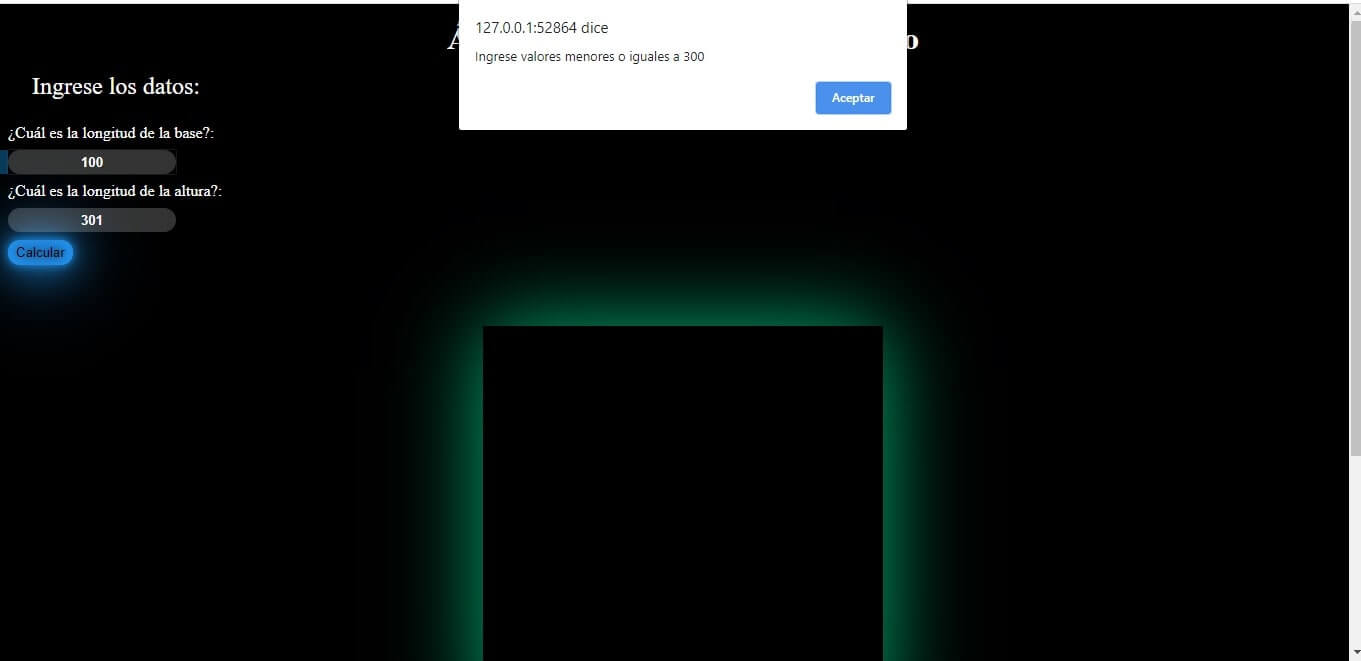 127.0.0.1:52864 dice
Ingrese valores menores o iguales a 300
Aceptar
Ingrese los datos:
¿Cuál es la longitud de la base?:
100
¿Cuál es la longitud de la altura?:
301
Calcular